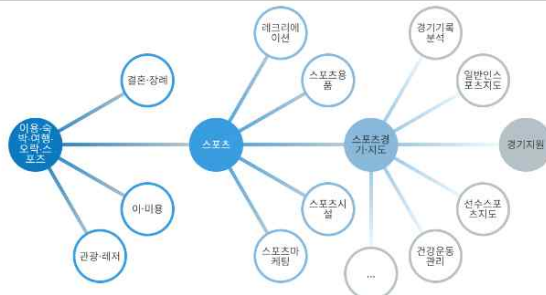 이용·숙
박·여행·
오락·스
포츠
결혼·장례
이·미용
관광·레저
스포츠
레크리에
이션
스포츠용
품
스포츠시
설
스포츠마
케팅
스포츠경
기·지도
경기기록
분석
일반인스
포츠지도
경기지원
선수스포
츠지도
건강운동
관리
...